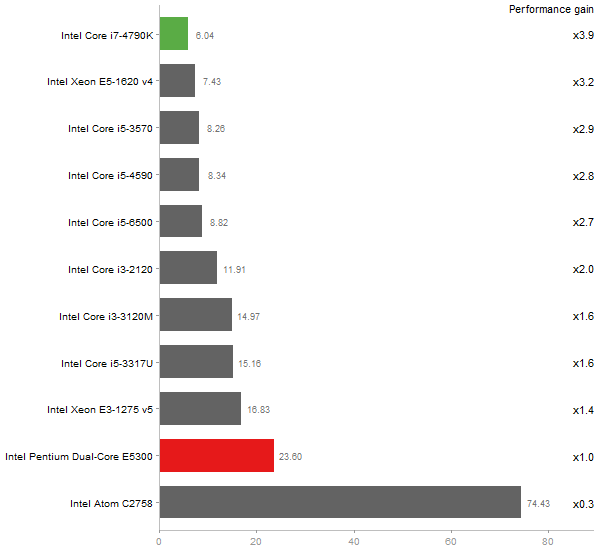 Performance gain
Intel Core i7-4790K 6.04 x3.9
Intel Xeon E5-1620 v4 7.43 x3.2
Intel Core i5-3570 8.26 x2.9
Intel Core i5-4590 8.34 x2.8
Intel Core i5-6500 8.82 x2.7
Intel Core i3-2120 11.91 x2.0
Intel Core i3-3120M 14.97 x1.6
Intel Core i5-3317U 15.16 x1.6
Intel Xeon E3-1275 v5 16.83 x1.4
Intel Pentium Dual-Core E5300 23.60 x1.0
Intel Atom C2758 74.43 x0.3
0 20 40 60 80